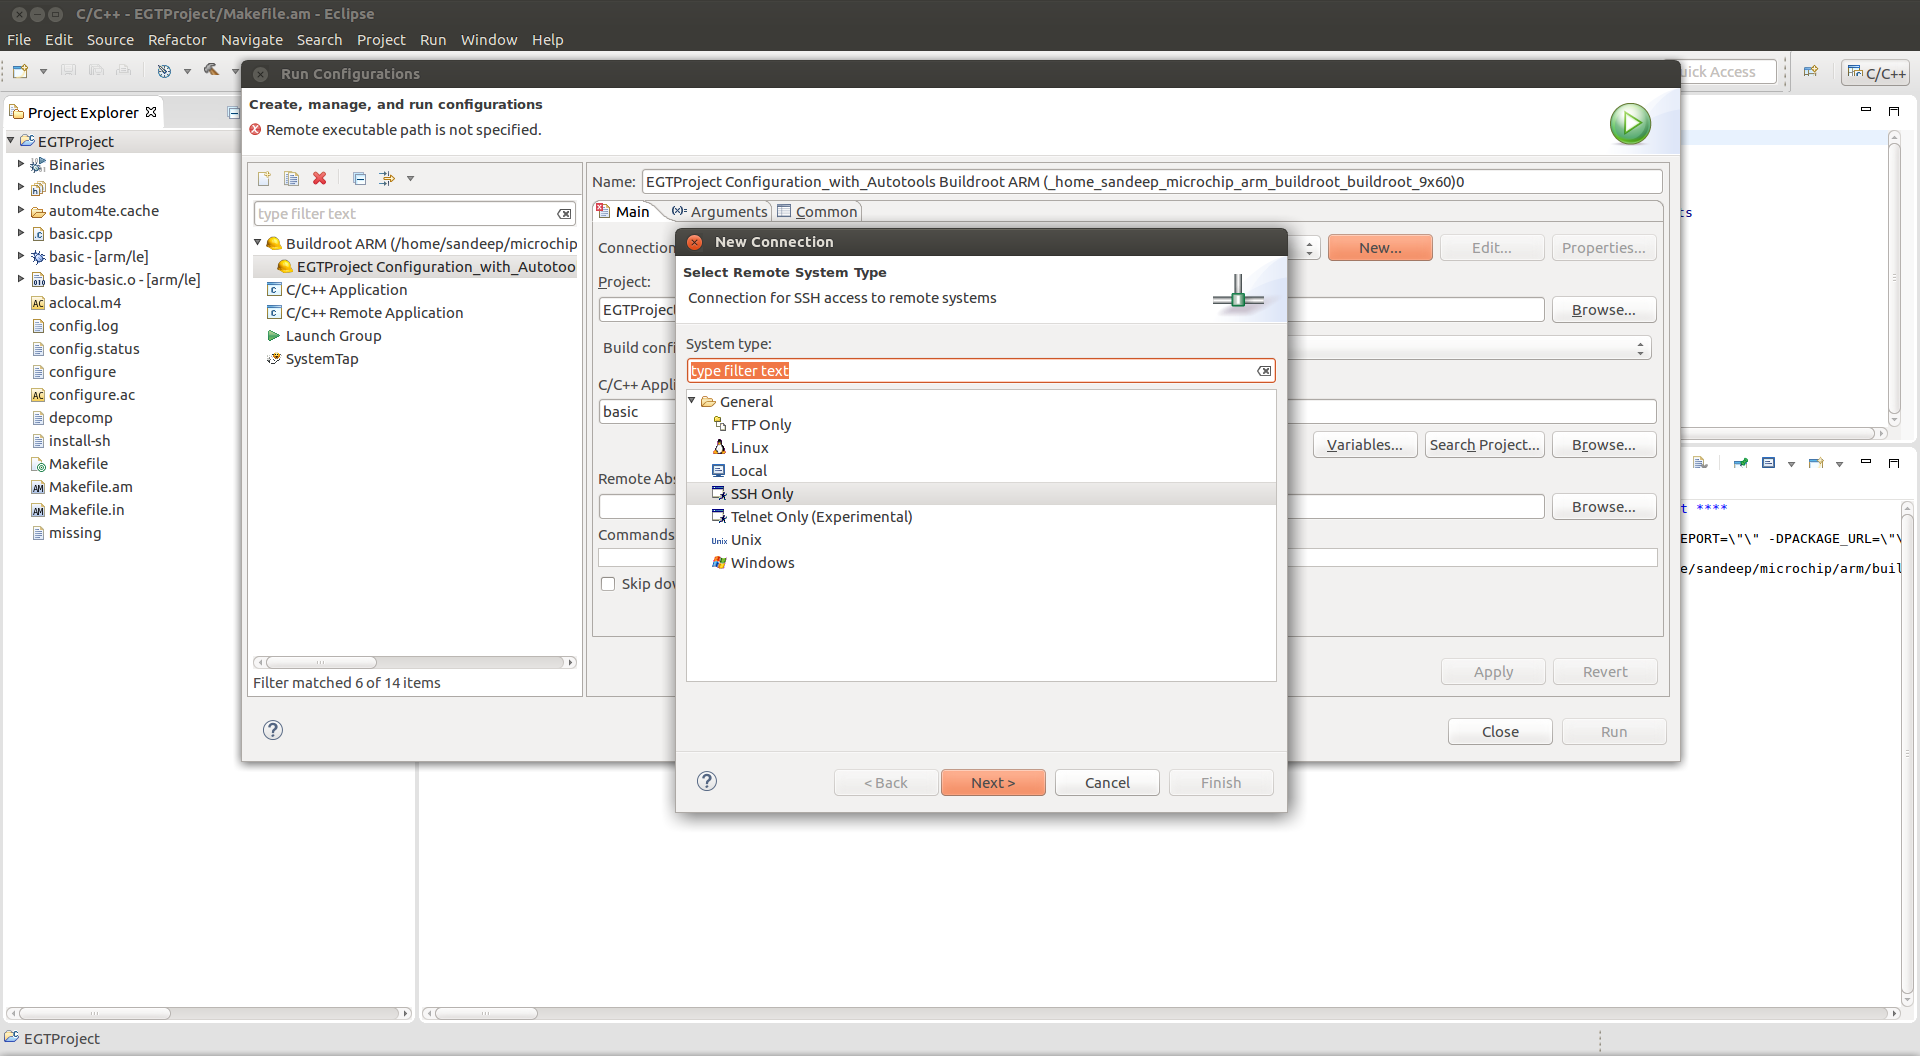 C/C++ - EGTProject/Makefile.am - Eclipse
File Edit Source Refactor Navigate Search Project Run Window Help
Quick Access
C/C++
Project Explorer
EGTProject
Binaries
Includes
autom4te.cache
basic.cpp
basic - [arm/le]
basic-basic.o - [arm/le]
aclocal.m4
config.log
config.status
configure
configure.ac
depcomp
install-sh
Makefile
Makefile.am
Makefile.in
missing
Run Configurations
Create, manage, and run configurations
Remote executable path is not specified.
type filter text
Buildroot ARM (/home/sandeep/microchip
EGTProject Configuration_with_Autotoo
C/C++ Application
C/C++ Remote Application
Launch Group
SystemTap
Filter matched 6 of 14 items
Name: EGTProject Configuration_with_Autotools Buildroot ARM (_home_sandeep_microchip_arm_buildroot_buildroot_9x60)0
Main Arguments Common
Connection New... Edit... Properties...
Project:
EGTProject Browse...
Build confi
C/C++ Appli
basic
Variables... Search Project... Browse...
Remote Abs
Browse...
Commands
Skip dow
Apply Revert
Close Run
New Connection
Select Remote System Type
Connection for SSH access to remote systems
System type:
type filter text
General
FTP Only
Linux
Local
SSH Only
Telnet Only (Experimental)
Unix Unix
Windows
< Back Next > Cancel Finish
ts
t ****
EPORT=\"\" -DPACKAGE_URL=\"\
e/sandeep/microchip/arm/buil
EGTProject